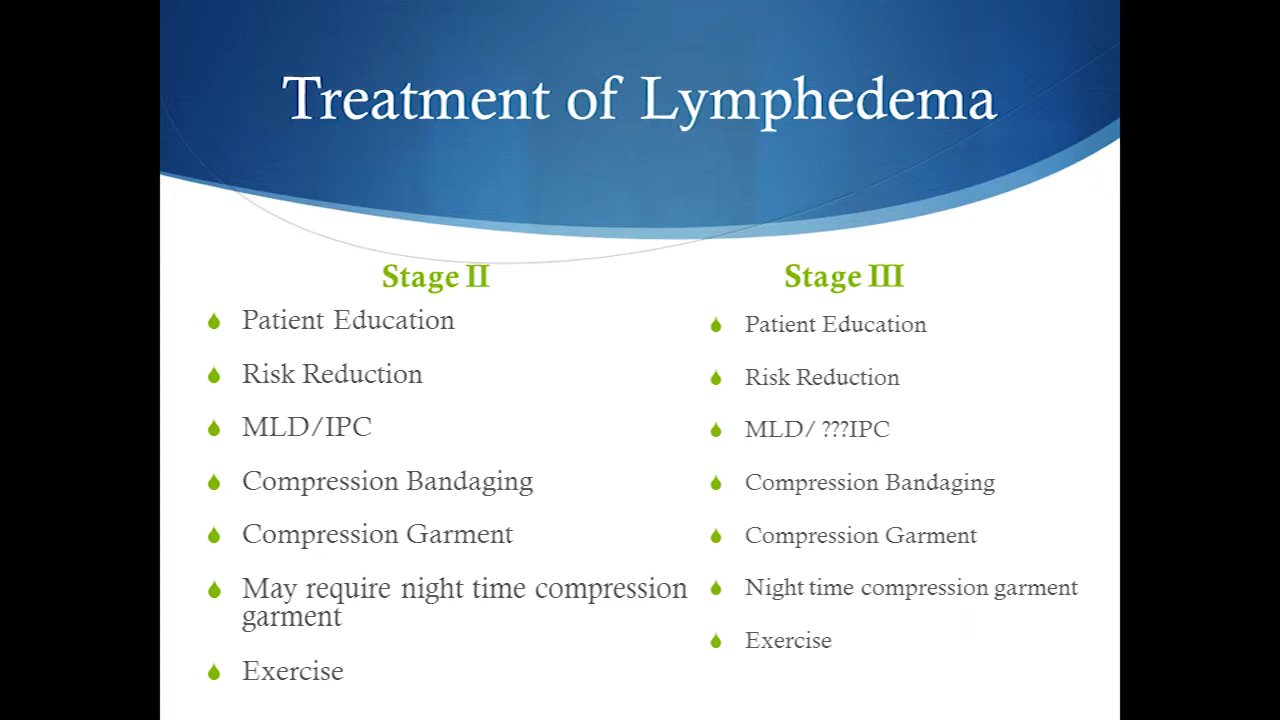 Treatment of Lymphedema
Stage II
Patient Education
Risk Reduction
MLD/IPC
Compression Bandaging
Compression Garment
May require night time compression
garment
Exercise
Stage III
Patient Education
Risk Reduction
MLD/ ???IPC
Compression Bandaging
Compression Garment
Night time compression garment
Exercise